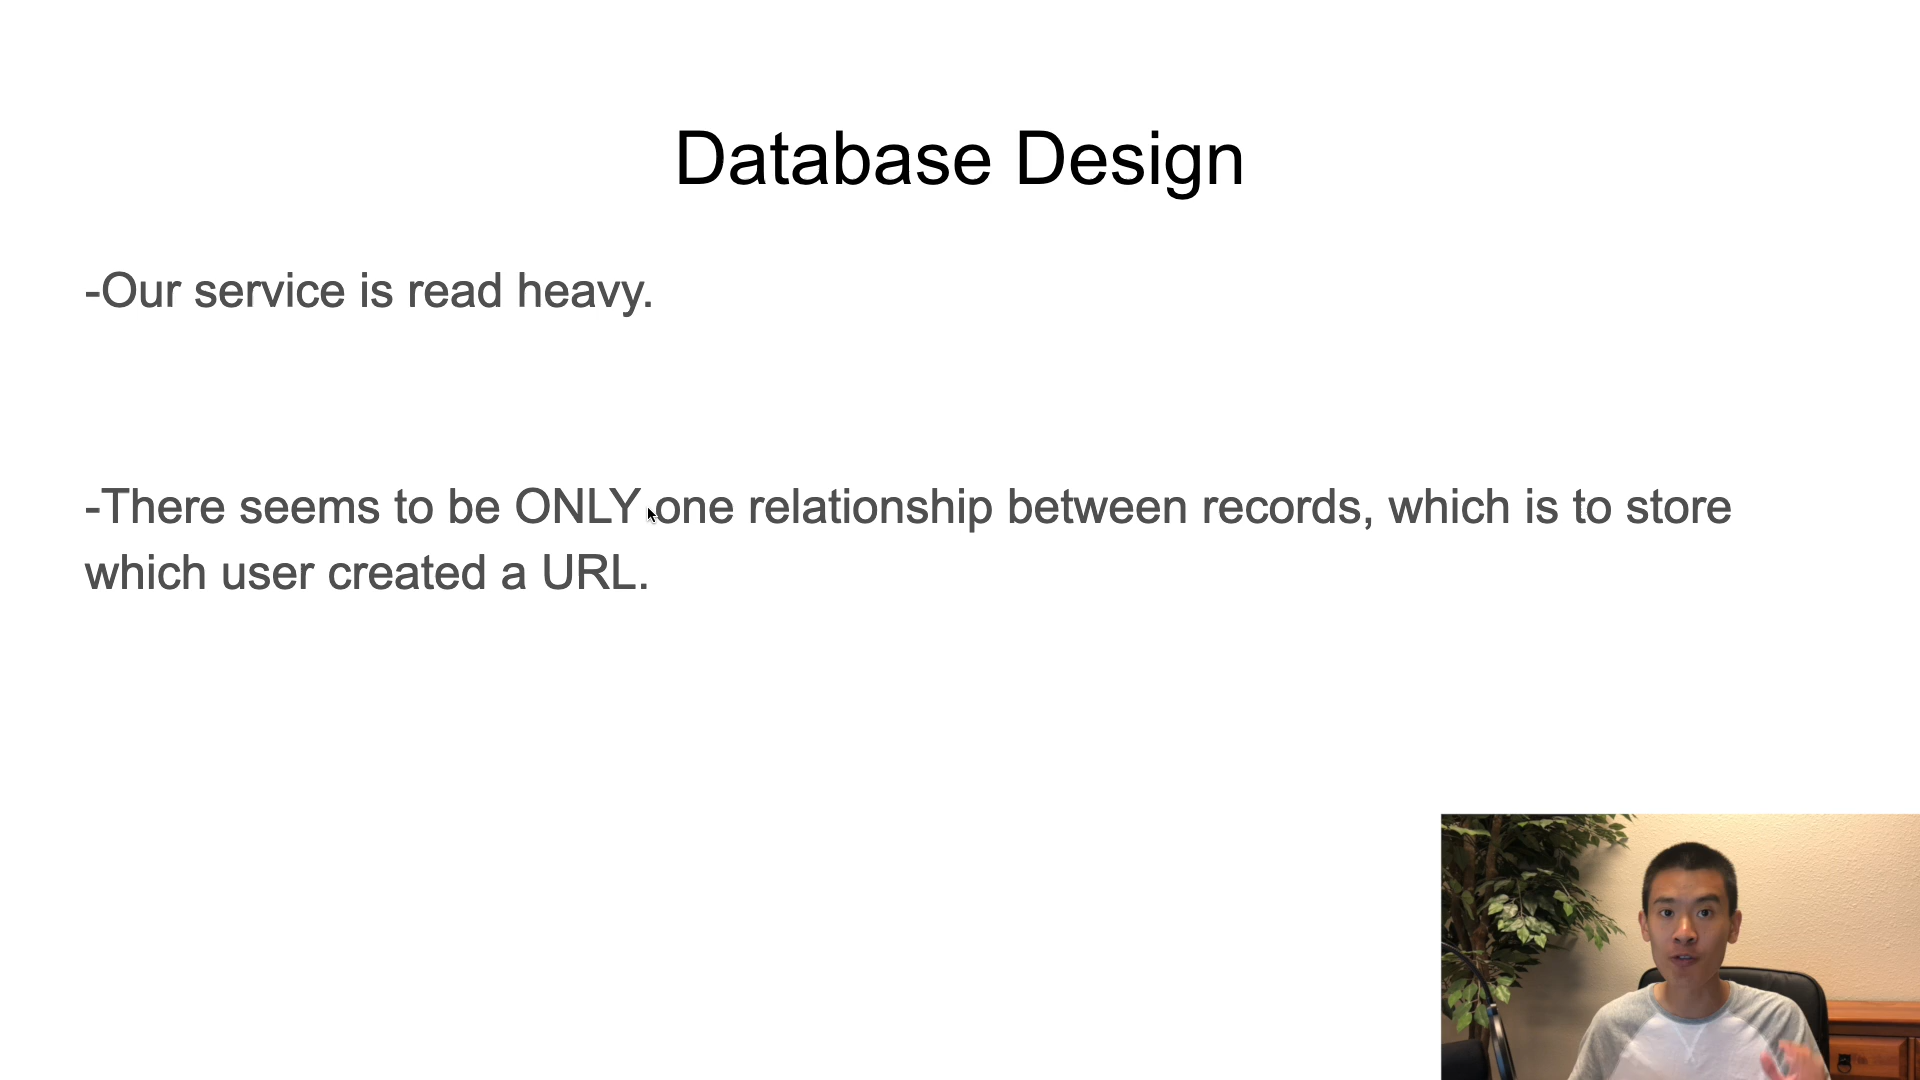 Database Design
-Our service is read heavy.
-There seems to be ONLY one relationship between records, which is to store
which user created a URL.